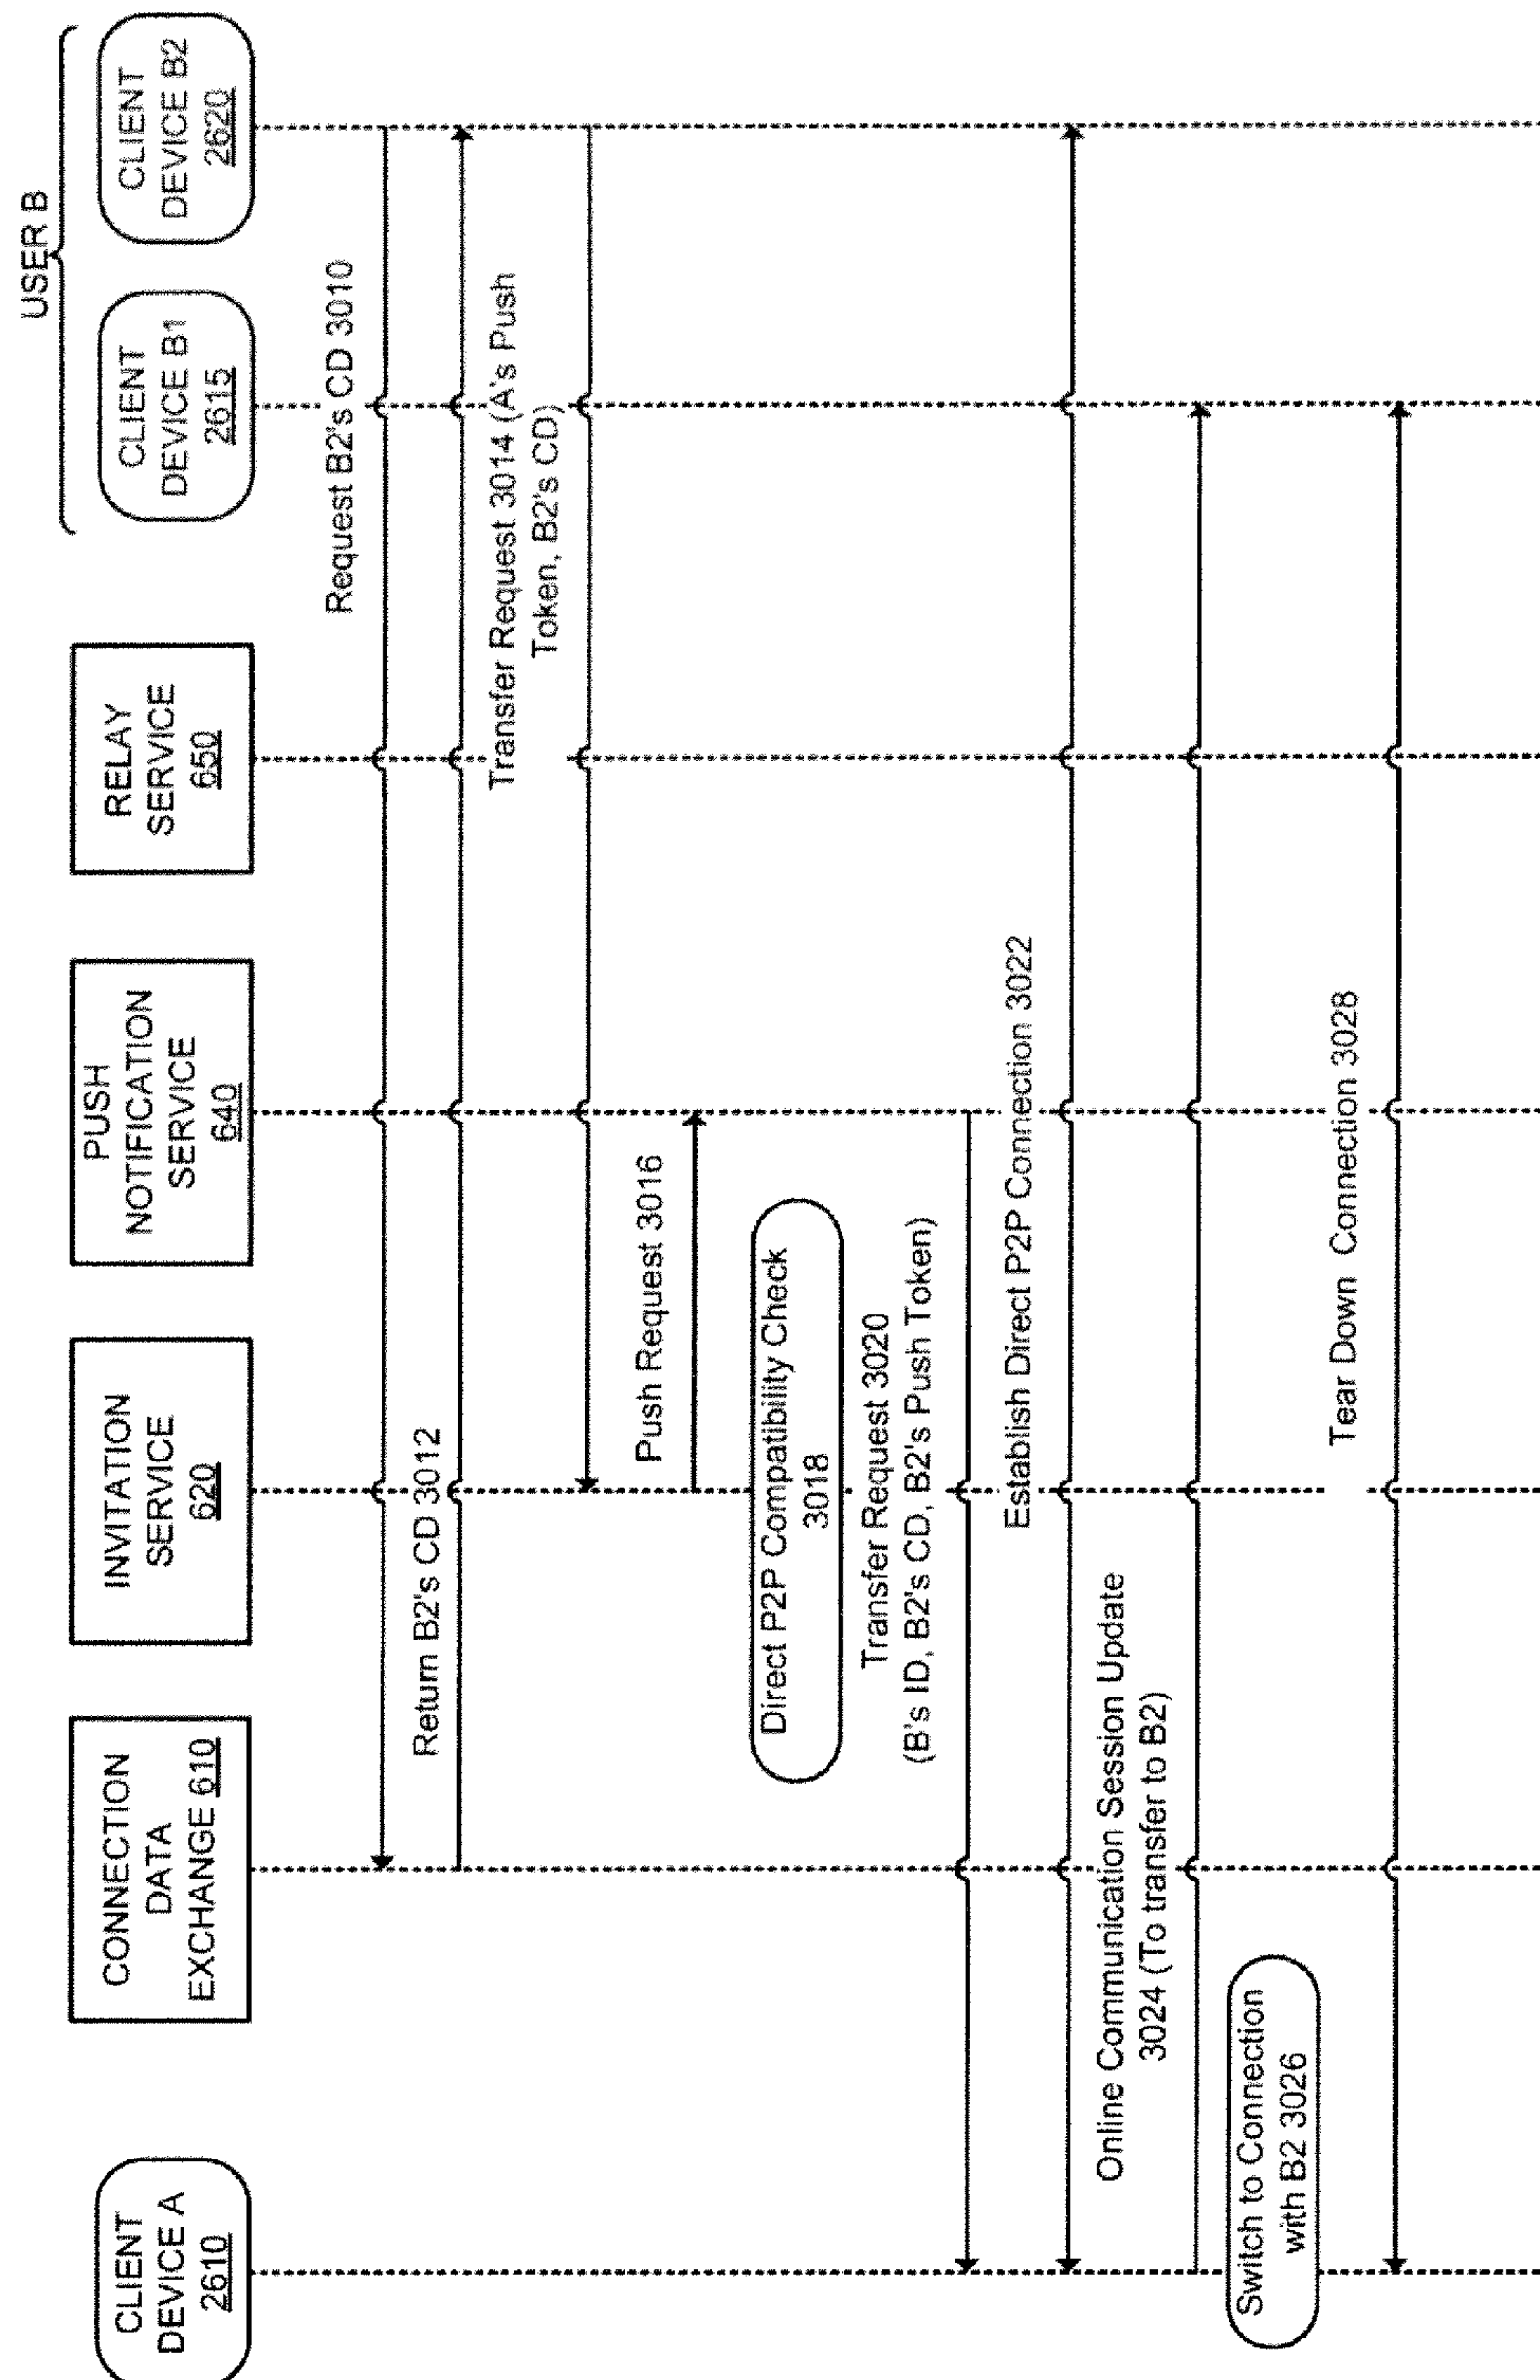 USER B
CLIENT
DEVICE A
2610
CONNECTION
DATA
EXCHANGE 610
INVITATION
SERVICE
620
PUSH
NOTIFICATION
SERVICE
640
RELAY
SERVICE
650
CLIENT
DEVICE B1
2615
CLIENT
DEVICE B2
2620
Request B2's CD 3010
Return B2's CD 3012
Transfer Request 3014 (A's Push
Token, B2's CD)
Push Request 3016
Direct P2P Compatibility Check
3018
Transfer Request 3020
(B's ID, B2's CD, B2's Push Token)
Establish Direct P2P Connection 3022
Online Communication Session Update
3024 (To transfer to B2)
Switch to Connection
with B2 3026
Tear Down Connection 3028